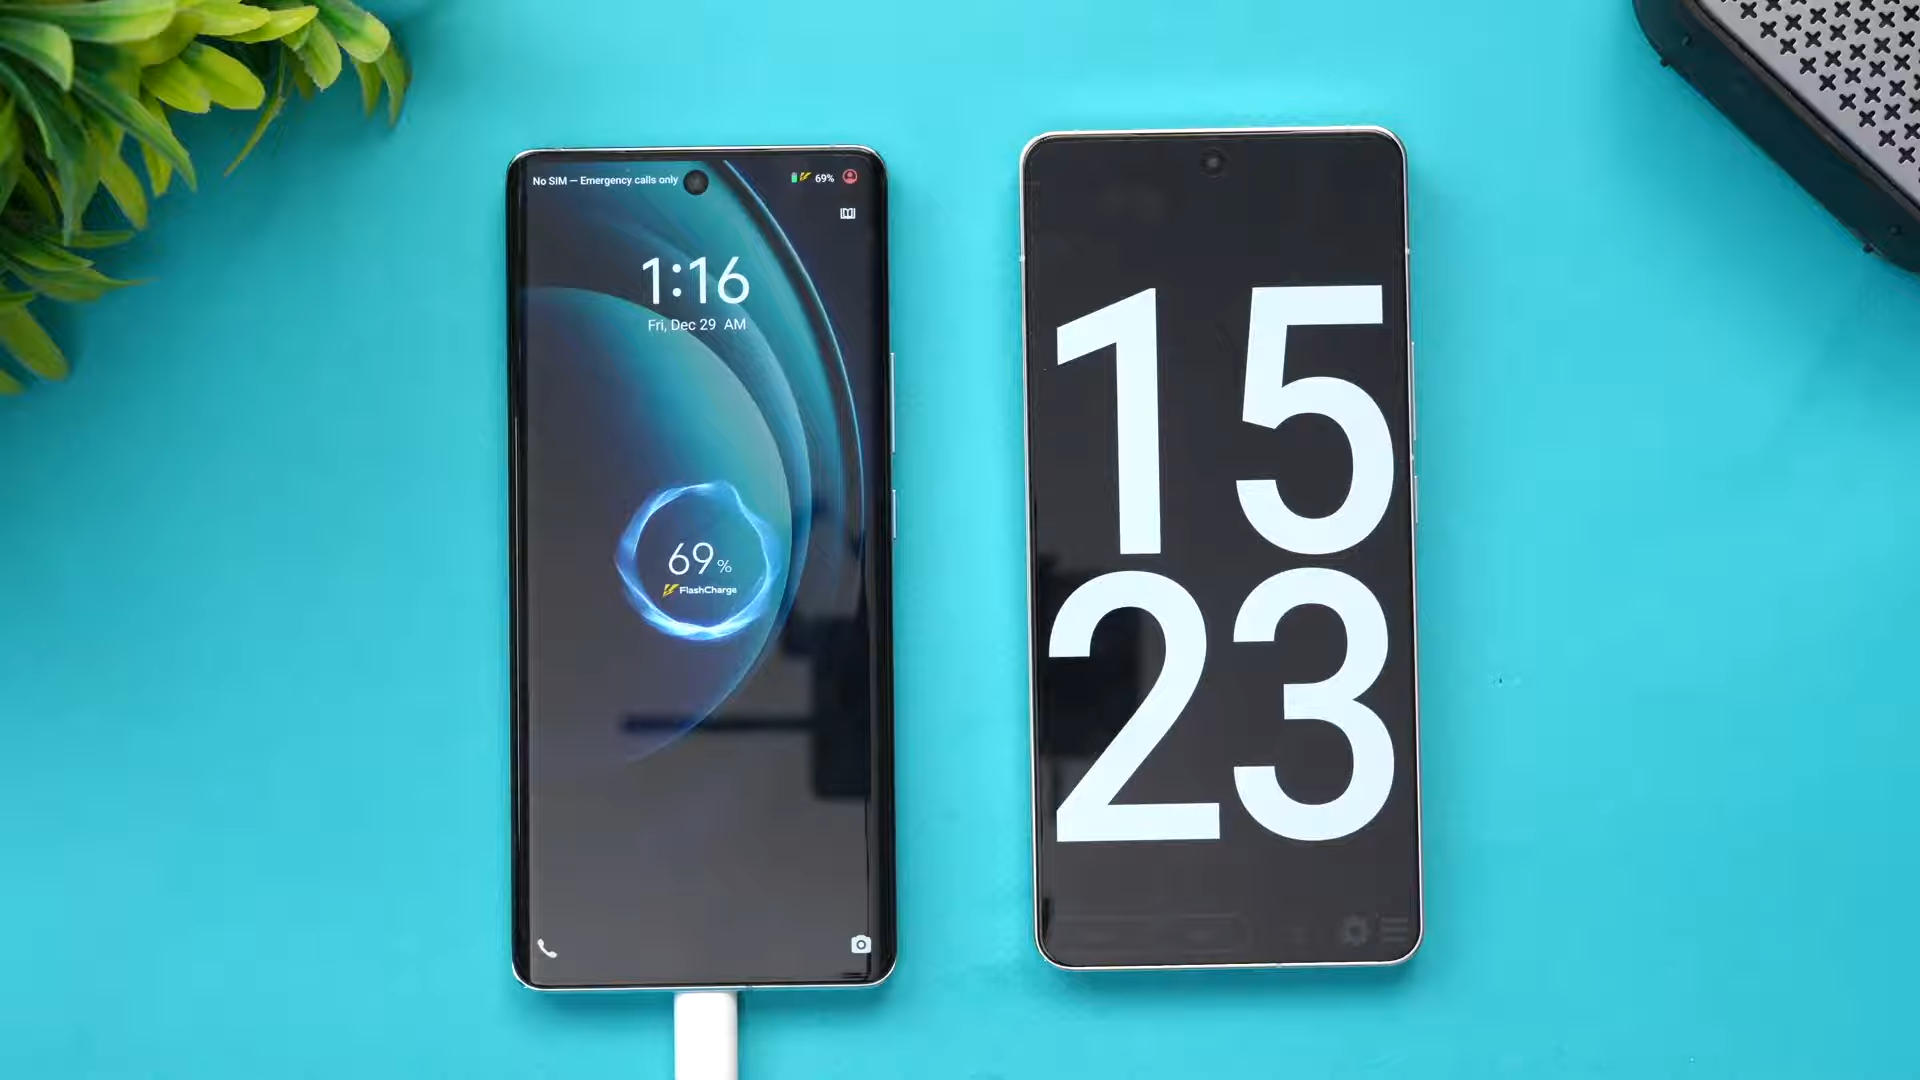 No SIM — Emergency calls only
69%
1:16
Fri, Dec 29 AM
69%
FlashCharge
15
23